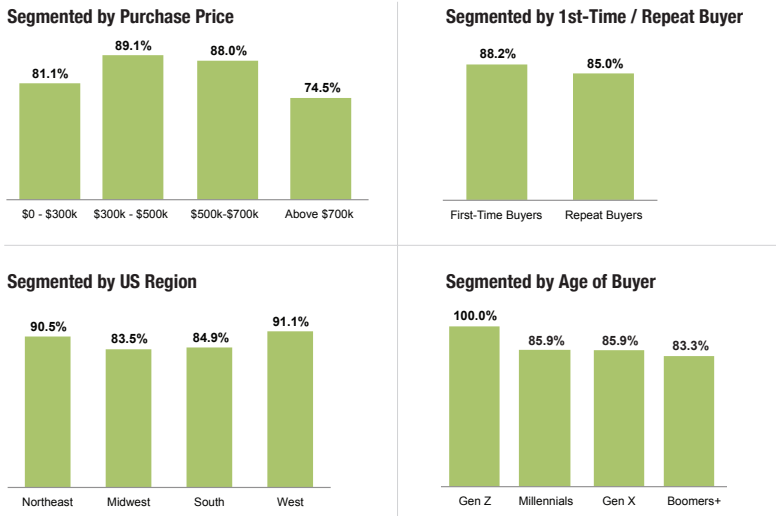 Segmented by Purchase Price
89.1%
88.0%
81.1%
74.5%
$0 - $300k $300k - $500k $500k-$700k Above $700k
Segmented by 1st-Time / Repeat Buyer
88.2%
85.0%
First-Time Buyers Repeat Buyers
Segmented by US Region
90.5%
83.5%
84.9%
91.1%
Northeast Midwest South West
Segmented by Age of Buyer
100.0%
85.9%
85.9%
83.3%
Gen Z Millennials Gen X Boomers+